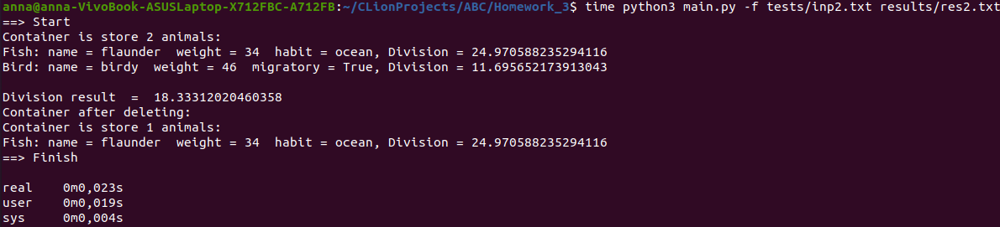 anna@anna-VivoBook-ASUSLaptop-X712FBC-A712FB:~/CLionProjects/ABC/Homework_3$ time python3 main.py -f tests/inp2.txt results/res2.txt
==> Start
Container is store 2 animals:
Fish: name = flaunder  weight = 34  habit = ocean, Division = 24.970588235294116
Bird: name = birdy  weight = 46  migratory = True, Division = 11.695652173913043

Division result  =  18.33312020460358
Container after deleting:
Container is store 1 animals:
Fish: name = flaunder  weight = 34  habit = ocean, Division = 24.970588235294116
==> Finish

real    0m0,023s
user    0m0,019s
sys     0m0,004s